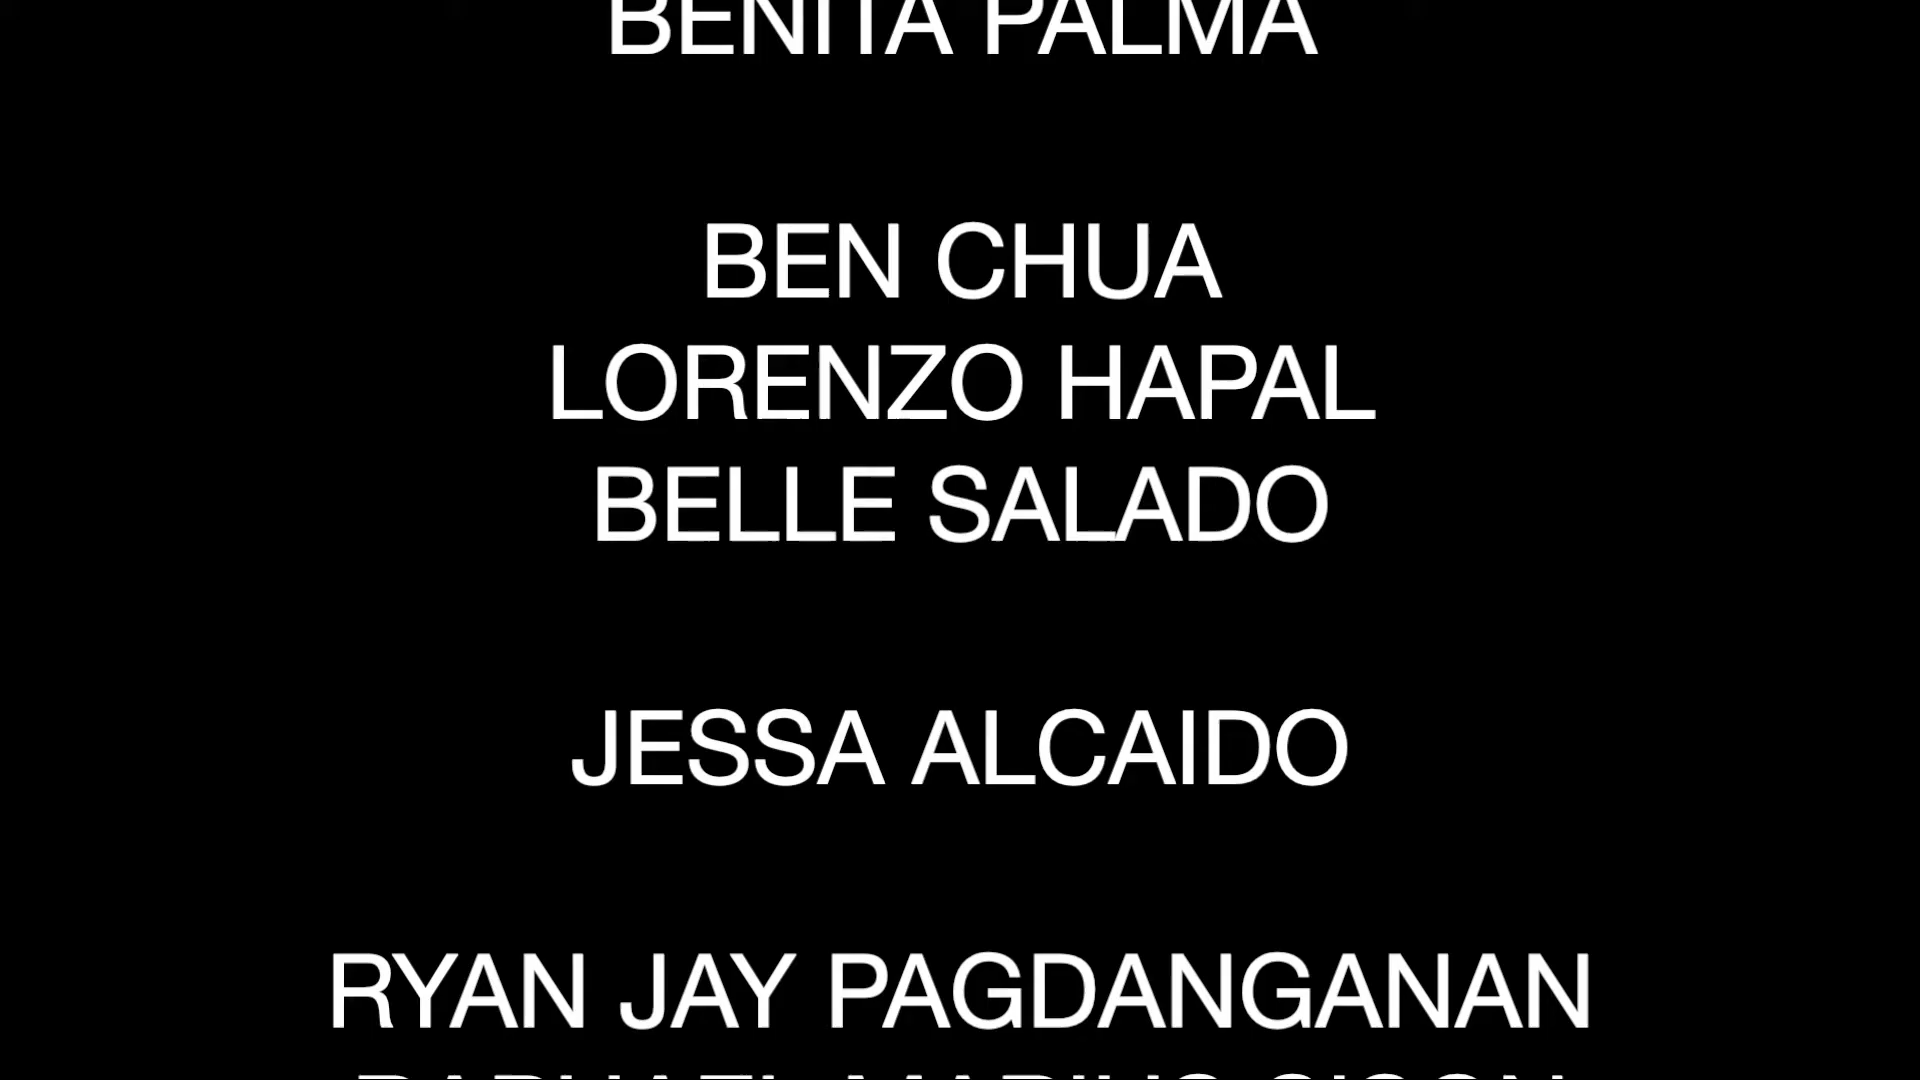 BENITA PALMA
BEN CHUA
LORENZO HAPAL
BELLE SALADO
JESSA ALCAIDO
RYAN JAY PAGDANGANAN